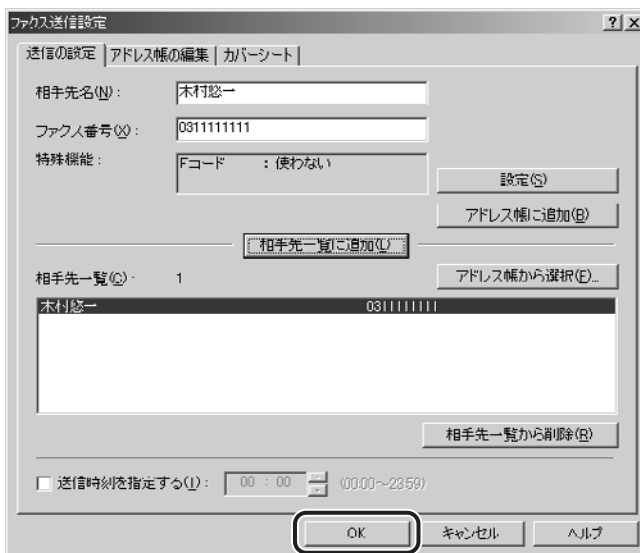 ファクス送信設定
送信の設定 アドレス帳の編集 カバーシート
相手先名(N): 木村悠一
ファクス番号(X): 0311111111
特殊機能: Fコード : 使わない
設定(S)
アドレス帳に追加(B)
相手先一覧に追加(L)
相手先一覧(C): 1 アドレス帳から選択(E)...
木村悠一 0311111111
相手先一覧から削除(R)
送信時刻を指定する(I): 00 : 00 (00:00～23:59)
OK キャンセル ヘルプ